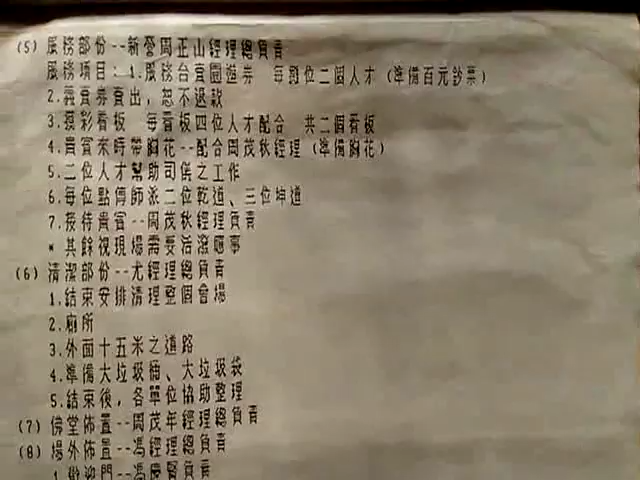 (5) 服務部份--新營周正山經理總負責
服務項目：1.服務台賣園遊券 每攤位二個人才 (準備百元鈔票)
2.義賣券賣出，恕不退款
3.摸彩看板 每看板四位人才配合 共二個看板
4.貴賓來時帶胸花--配合周茂秋經理 (準備胸花)
5.二位人才幫助司儀之工作
6.每位點傳師派二位乾道、三位坤道
7.接待貴賓--周茂秋經理負責
* 其餘視現場需要活潑應事
(6) 清潔部份--尤經理總負責
1.結束安排清理整個會場
2.廁所
3.外面十五米之道路
4.準備大垃圾桶、大垃圾袋
5.結束後，各單位協助整理
(7) 佛堂佈置--周茂年經理總負責
(8) 場外佈置--馮經理總負責
1.歡迎門--馮慶賢負責